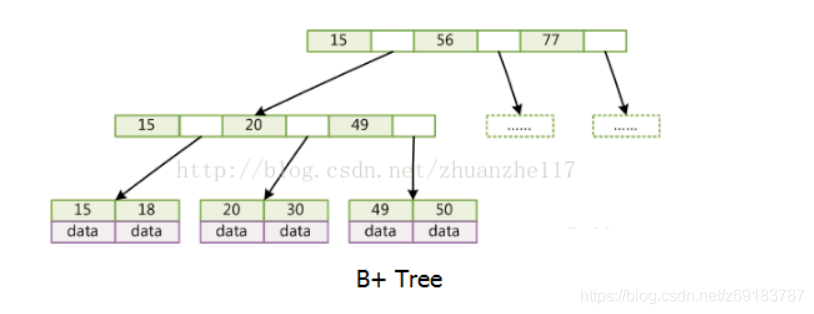 15 56 77
15 20 49 ...... ......
http://blog.csdn.net/zhuanzhe117
15 18 20 30 49 50
data data data data data data
B+ Tree
https://blog.csdn.net/z69183787